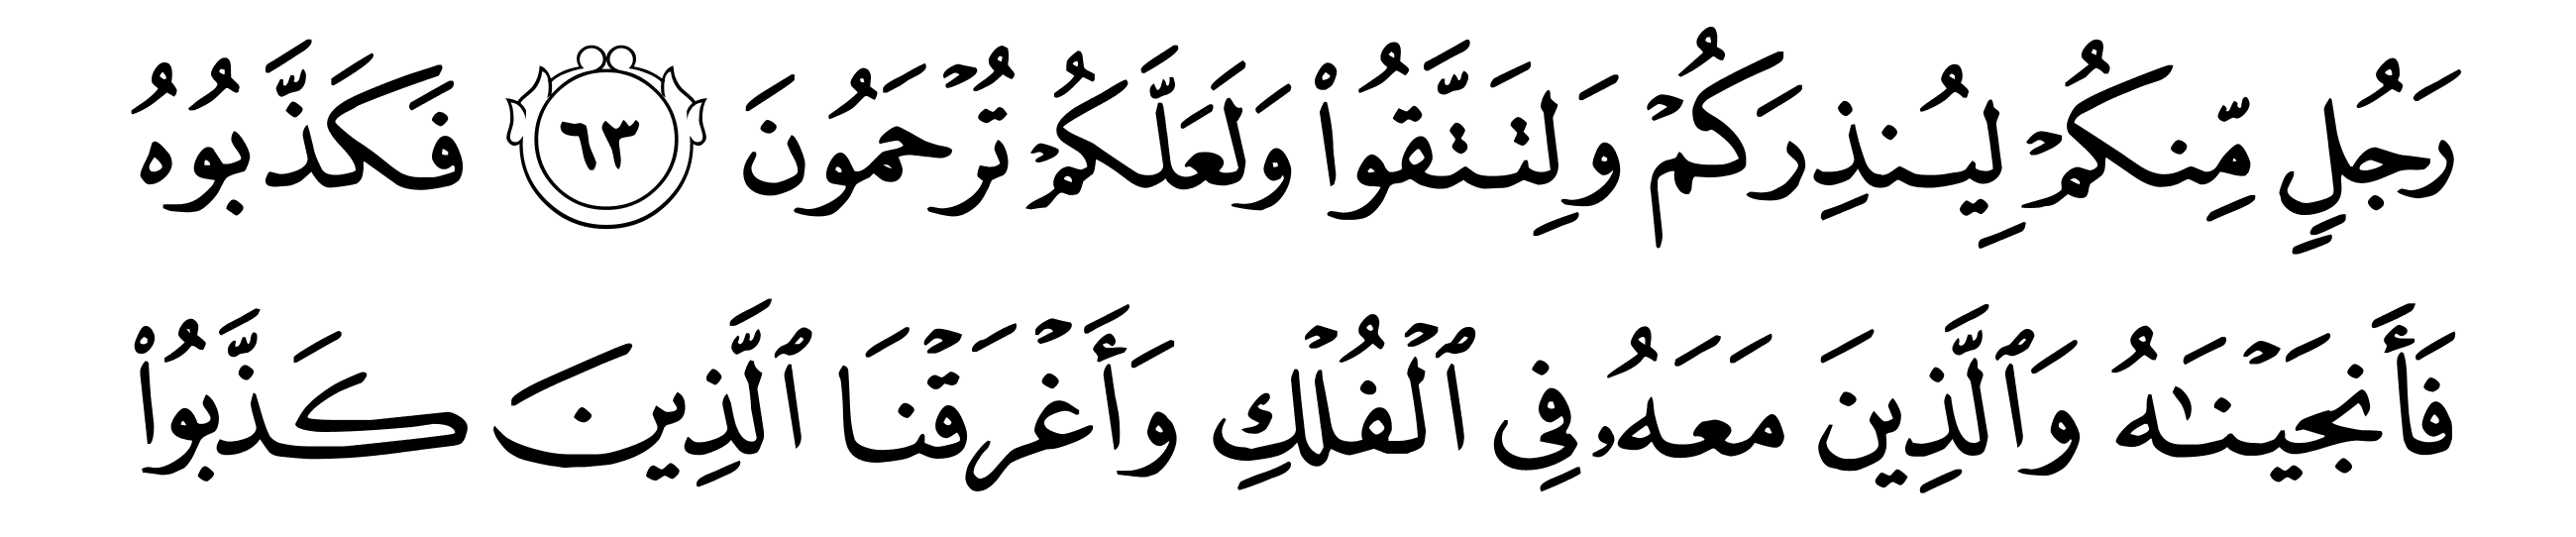 رَجُلٍ مِّنكُمۡ لِيُنذِرَكُمۡ وَلِتَتَّقُواْ وَلَعَلَّكُمۡ تُرۡحَمُونَ ٦٣ فَكَذَّبُوهُ
فَأَنجَيۡنَٰهُ وَٱلَّذِينَ مَعَهُۥ فِي ٱلۡفُلۡكِ وَأَغۡرَقۡنَا ٱلَّذِينَ كَذَّبُواْ